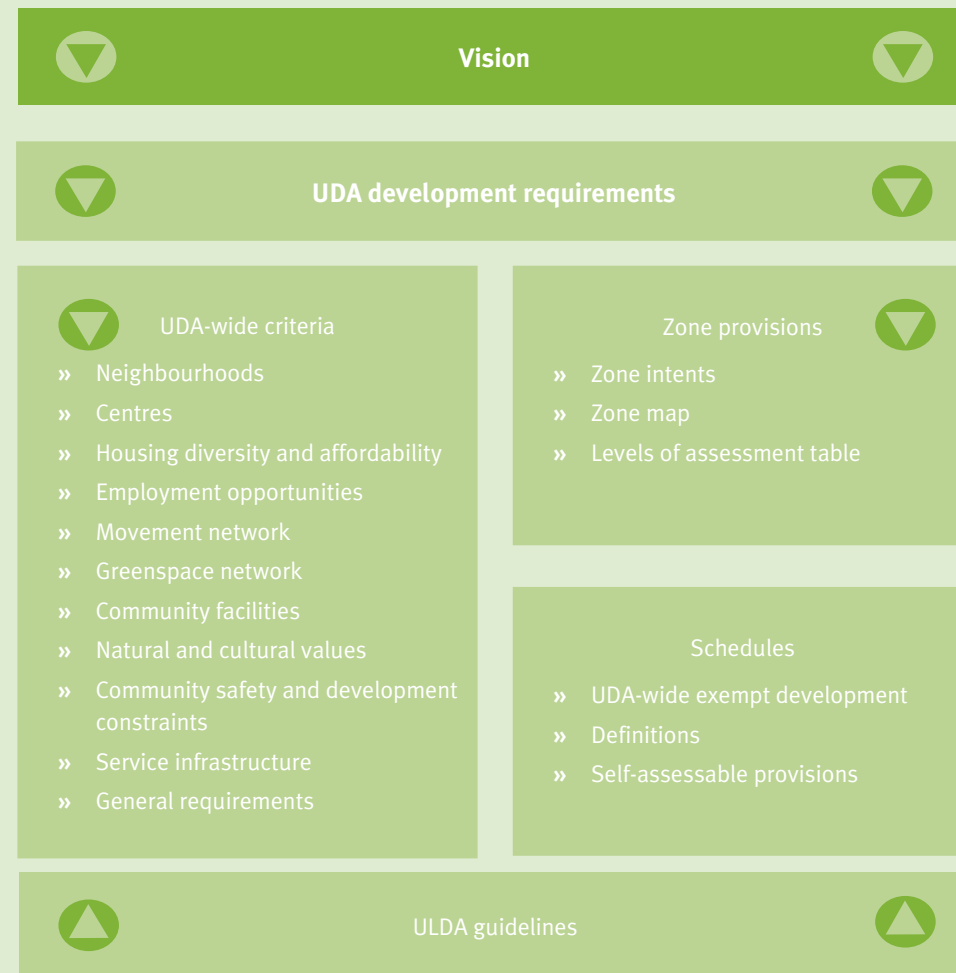 Vision
UDA development requirements
UDA-wide criteria
» Neighbourhoods
» Centres
» Housing diversity and affordability
» Employment opportunities
» Movement network
» Greenspace network
» Community facilities
» Natural and cultural values
» Community safety and development
constraints
» Service infrastructure
» General requirements
Zone provisions
» Zone intents
» Zone map
» Levels of assessment table
Schedules
» UDA-wide exempt development
» Definitions
» Self-assessable provisions
ULDA guidelines